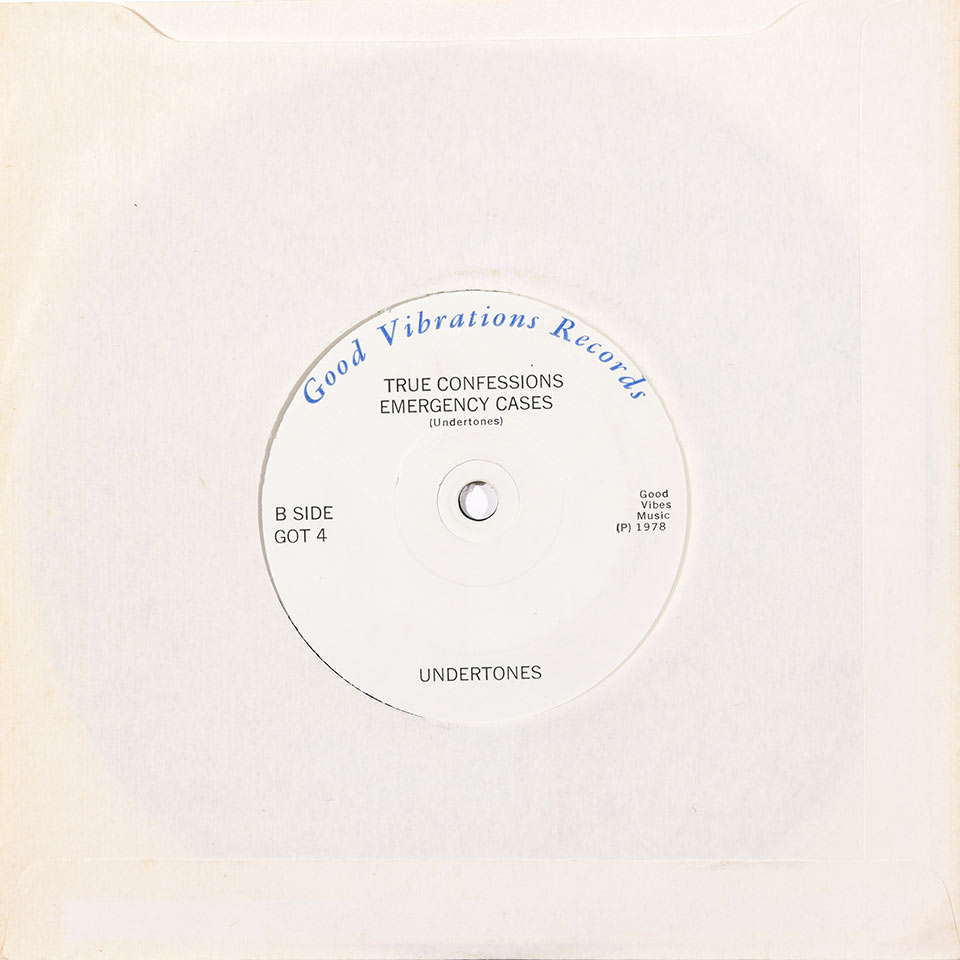 Good Vibrations Records
TRUE CONFESSIONS
EMERGENCY CASES
(Undertones)
B SIDE
GOT 4
Good
Vibes
Music
(P) 1978
UNDERTONES